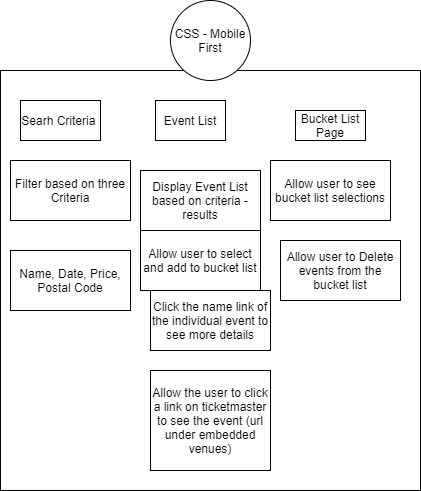 CSS - Mobile
First
Searh Criteria
Event List
Bucket List
Page
Filter based on three
Criteria
Display Event List
based on criteria -
results
Allow user to see
bucket list selections
Name, Date, Price,
Postal Code
Allow user to select
and add to bucket list
Allow user to Delete
events from the
bucket list
Click the name link of
the individual event to
see more details
Allow the user to click
a link on ticketmaster
to see the event (url
under embedded
venues)